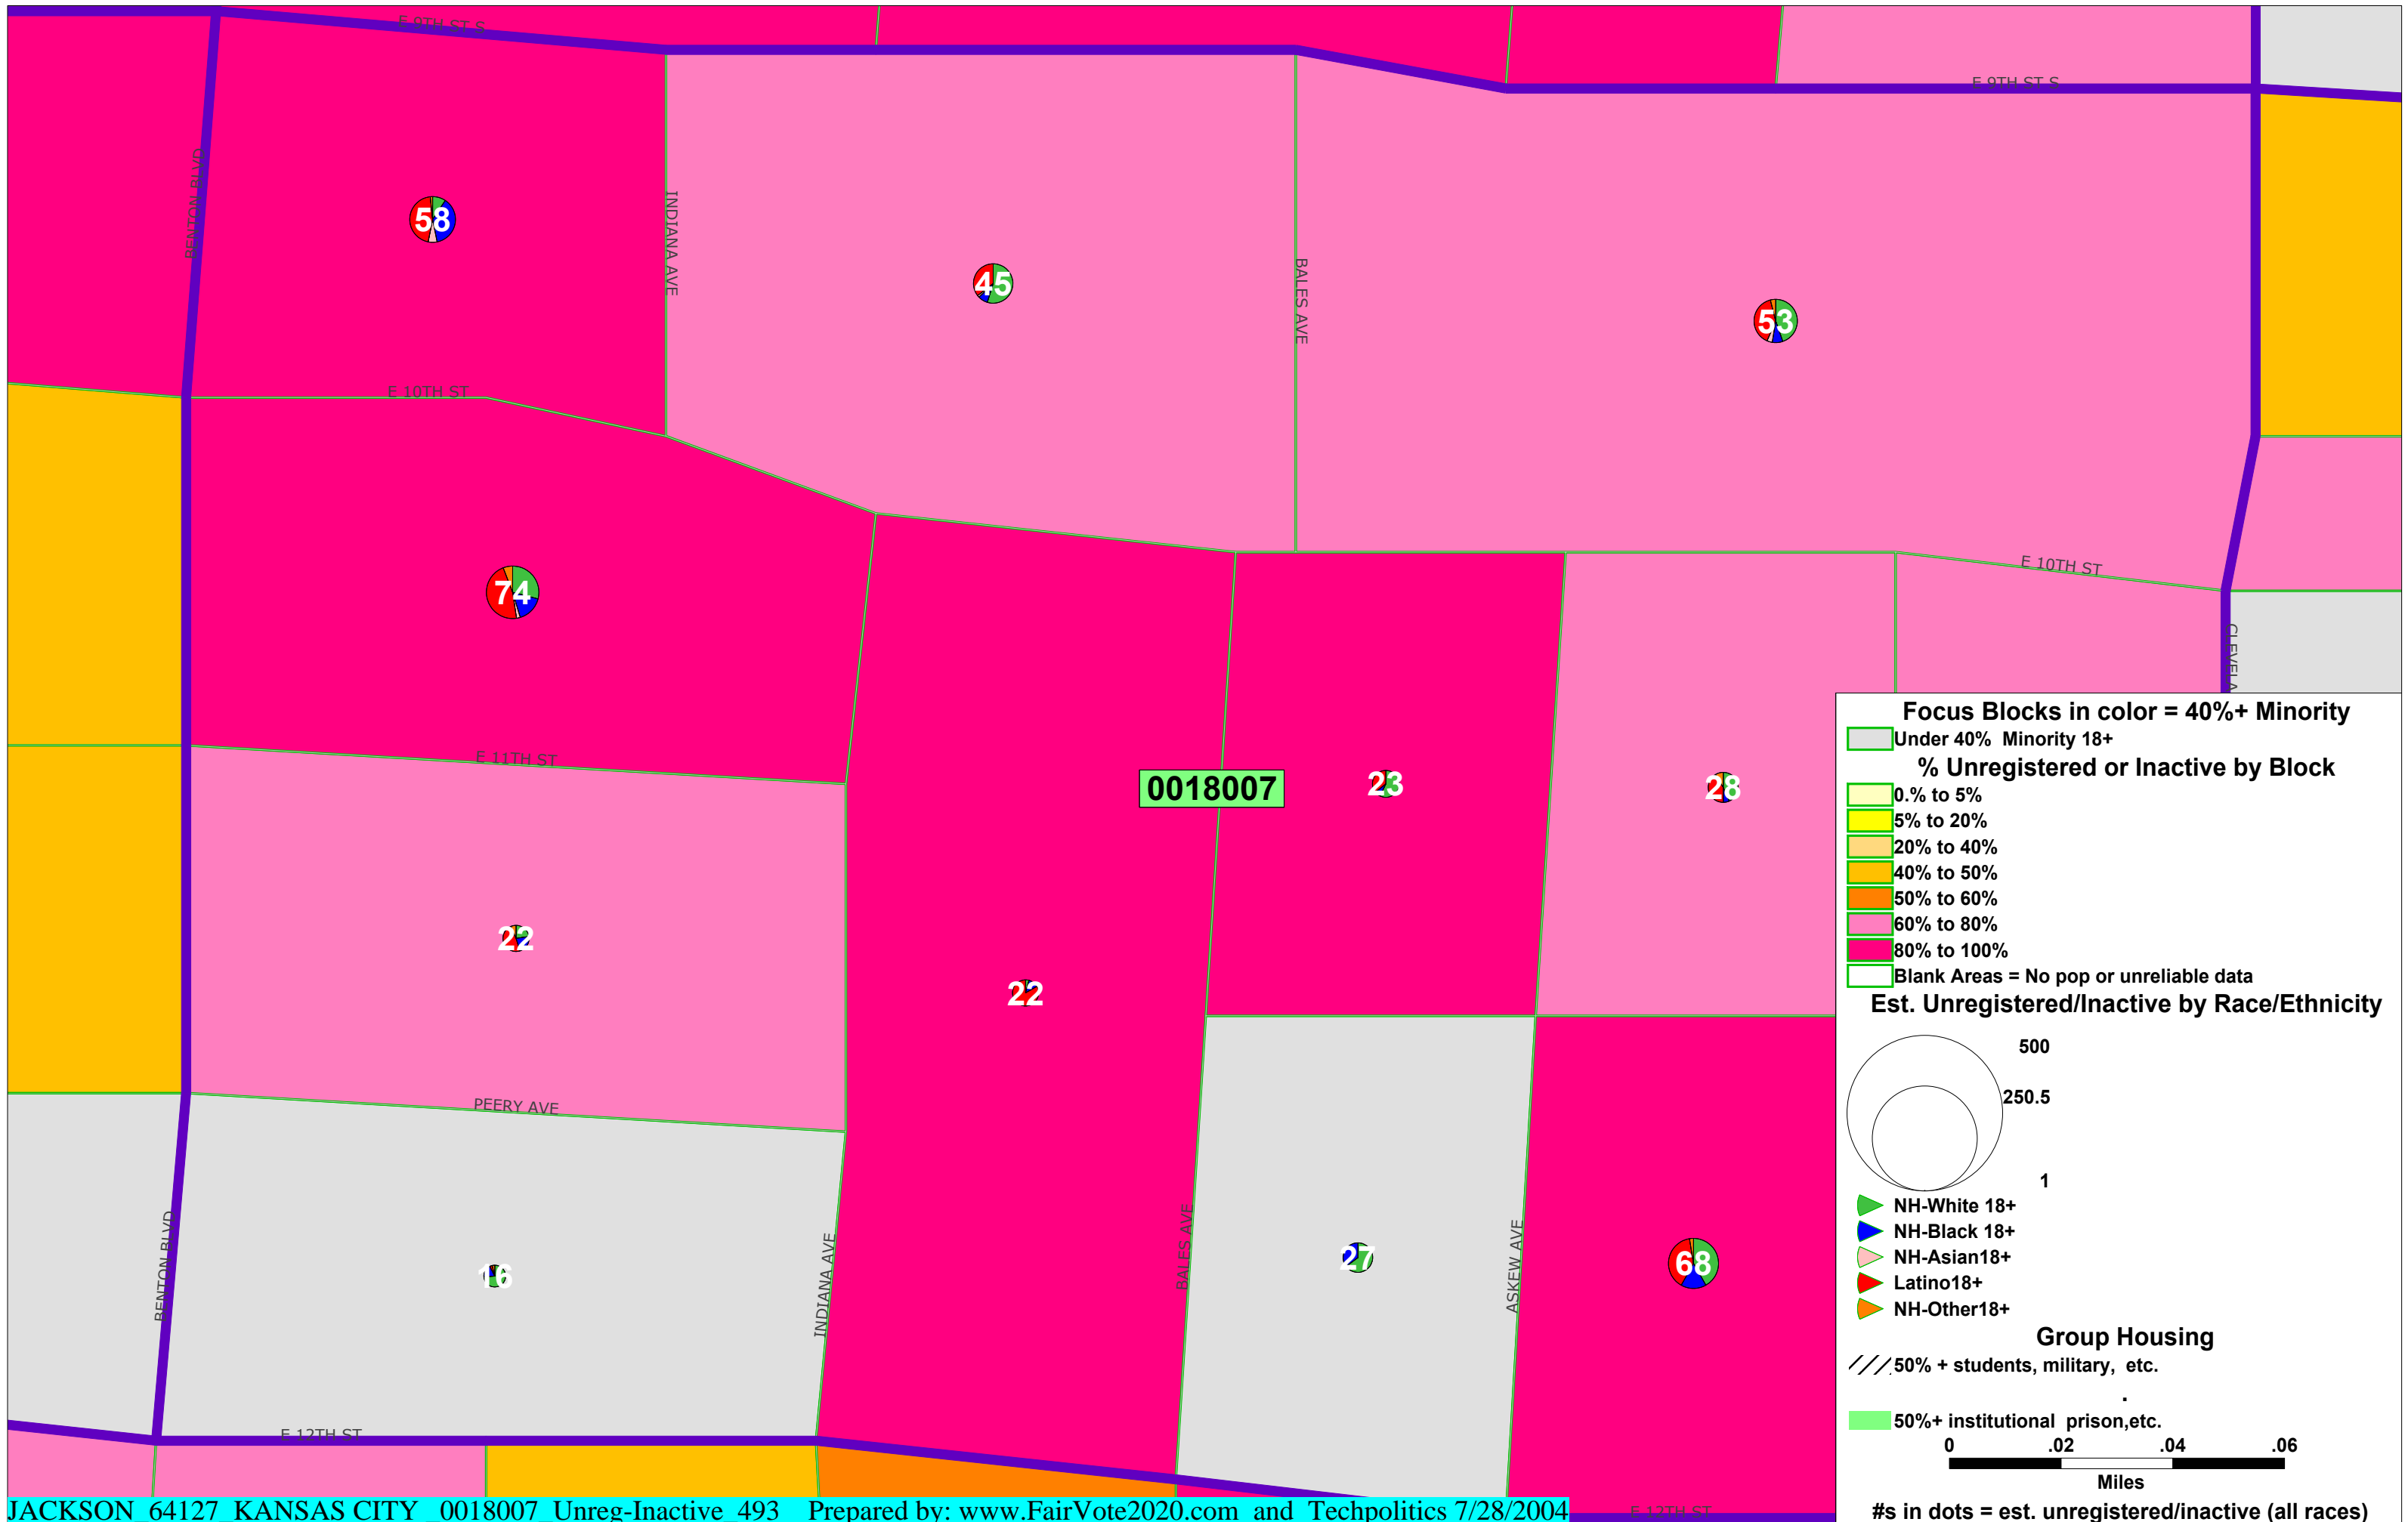 E 9TH ST S
E 9TH ST S
BENTON BLVD
58
INDIANA AVE
45
BALES AVE
53
E 10TH ST
E 10TH ST
74
E 11TH ST
0018007
23
28
22
22
PEERY AVE
BENTON BLVD
16
INDIANA AVE
BALES AVE
27
ASKEW AVE
68
E 12TH ST
E 12TH ST
Focus Blocks in color = 40%+ Minority
Under 40% Minority 18+
% Unregistered or Inactive by Block
0.% to 5%
5% to 20%
20% to 40%
40% to 50%
50% to 60%
60% to 80%
80% to 100%
Blank Areas = No pop or unreliable data
Est. Unregistered/Inactive by Race/Ethnicity
500
250.5
1
NH-White 18+
NH-Black 18+
NH-Asian18+
Latino18+
NH-Other18+
Group Housing
50% + students, military, etc.
.
50%+ institutional prison,etc.
0 .02 .04 .06
Miles
#s in dots = est. unregistered/inactive (all races)
JACKSON 64127 KANSAS CITY 0018007 Unreg-Inactive 493 Prepared by: www.FairVote2020.com and Techpolitics 7/28/2004